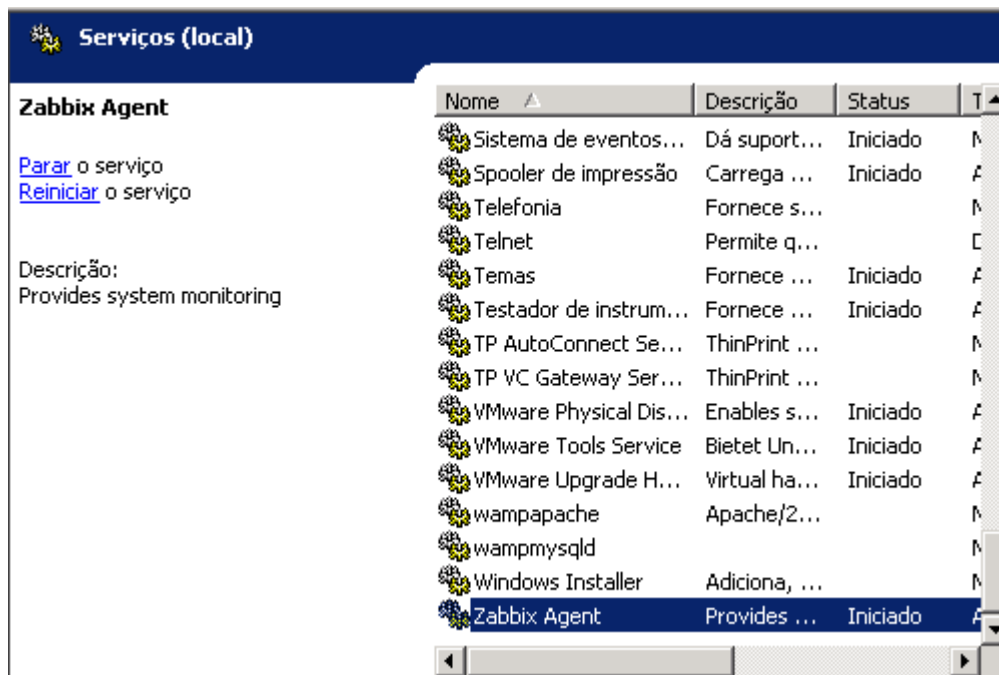 Serviços (local)
Zabbix Agent
Parar o serviço
Reiniciar o serviço
Descrição:
Provides system monitoring
Nome Descrição Status T
Sistema de eventos... Dá suport... Iniciado M
Spooler de impressão Carrega ... Iniciado A
Telefonia Fornece s... M
Telnet Permite q... D
Temas Fornece ... Iniciado A
Testador de instrum... Fornece ... Iniciado A
TP AutoConnect Se... ThinPrint ... M
TP VC Gateway Ser... ThinPrint ... M
VMware Physical Dis... Enables s... Iniciado A
VMware Tools Service Bietet Un... Iniciado A
VMware Upgrade H... Virtual ha... Iniciado A
wampapache Apache/2... M
wampmysqld M
Windows Installer Adiciona, ... M
Zabbix Agent Provides ... Iniciado A